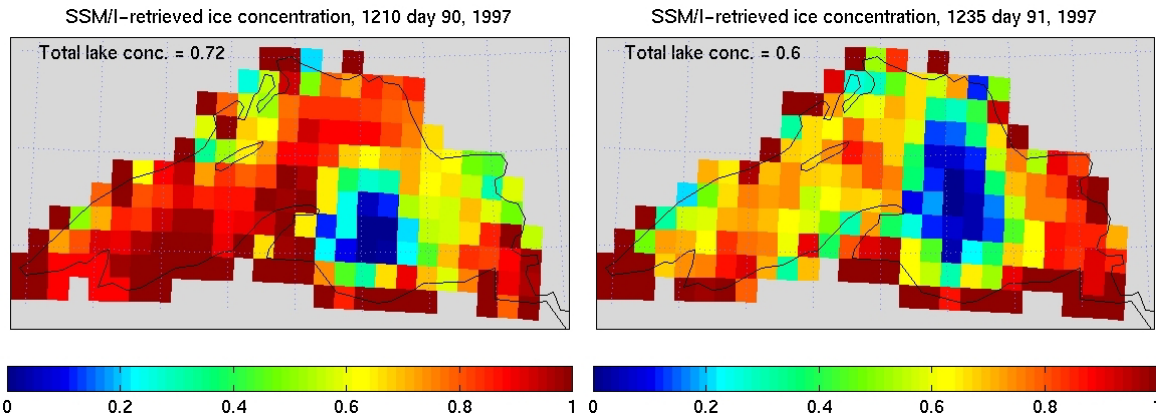 SSM/I-retrieved ice concentration, 1210 day 90, 1997
Total lake conc. = 0.72
0 0.2 0.4 0.6 0.8 1
SSM/I-retrieved ice concentration, 1235 day 91, 1997
Total lake conc. = 0.6
0 0.2 0.4 0.6 0.8 1